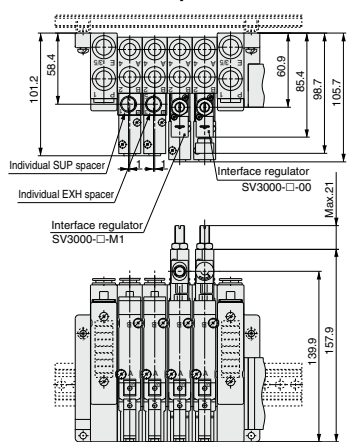 101.2
58.4
60.9
85.4
98.7
105.7
1
1
Individual SUP spacer
Individual EXH spacer
Interface regulator
SV3000-□-00
Interface regulator
SV3000-□-M1
Max.21
139.9
157.9